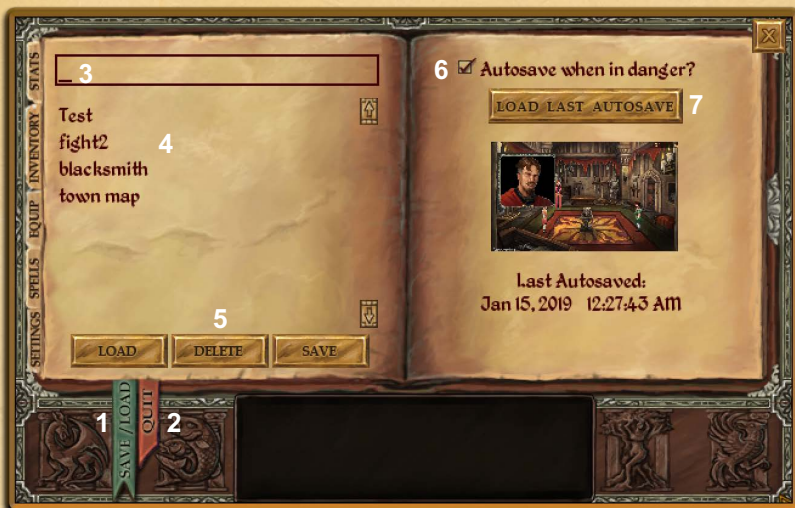 STATS
INVENTORY
EQUIP
SPELLS
SETTINGS
3
Test
fight2
4
blacksmith
town map
5
LOAD
DELETE
SAVE
6
Autosave when in danger?
LOAD LAST AUTOSAVE
7
Last Autosaved:
Jan 15, 2019 12:27:43 AM
1
SAVE / LOAD
QUIT
2
X